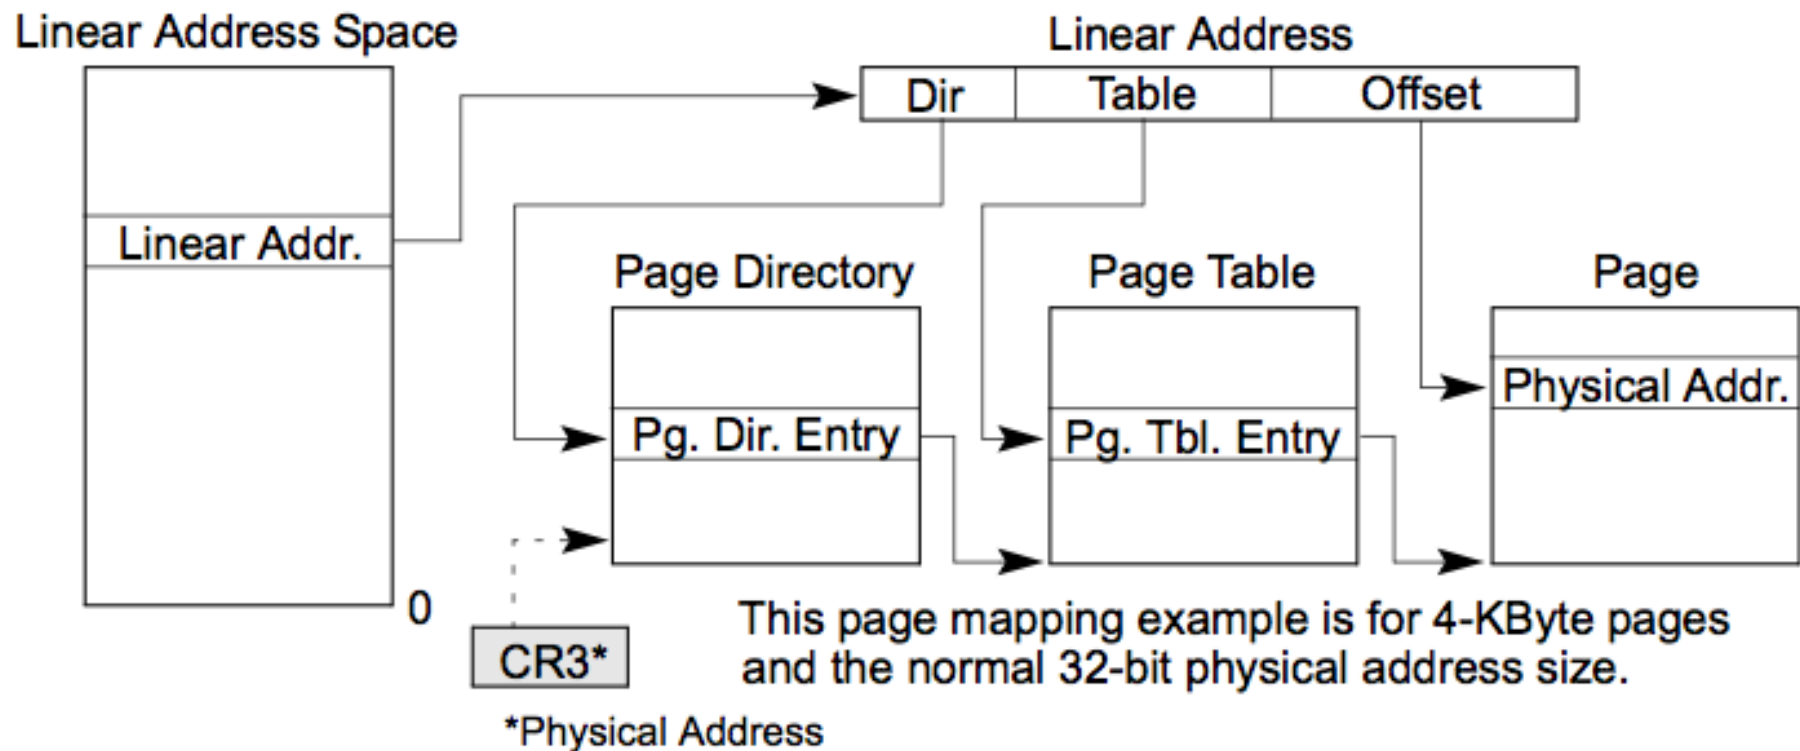 Linear Address Space
Linear Address
Dir Table Offset
Linear Addr.
Page Directory Page Table Page
Physical Addr.
Pg. Dir. Entry Pg. Tbl. Entry
0
This page mapping example is for 4-KByte pages
CR3*
and the normal 32-bit physical address size.
*Physical Address